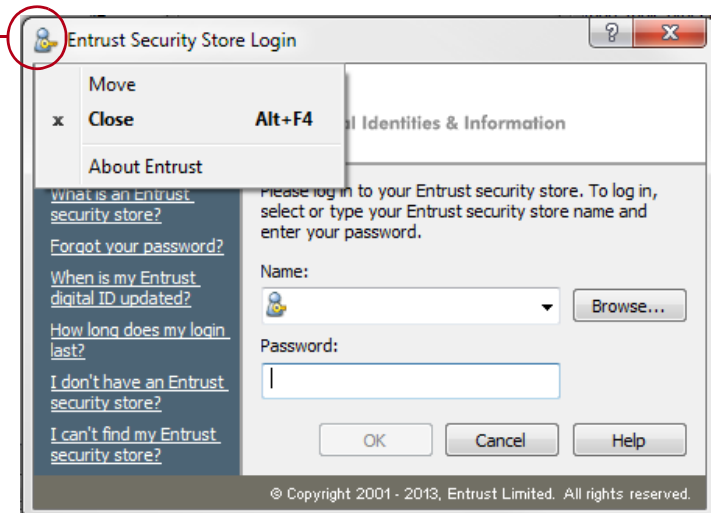 Entrust Security Store Login
Move
x Close Alt+F4
About Entrust
Identities & Information
What is an Entrust
security store?
Forgot your password?
When is my Entrust
digital ID updated?
How long does my login
last?
I don't have an Entrust
security store?
I can't find my Entrust
security store?
Please log in to your Entrust security store. To log in,
select or type your Entrust security store name and
enter your password.
Name:
Browse...
Password:
OK Cancel Help
© Copyright 2001 - 2013, Entrust Limited. All rights reserved.